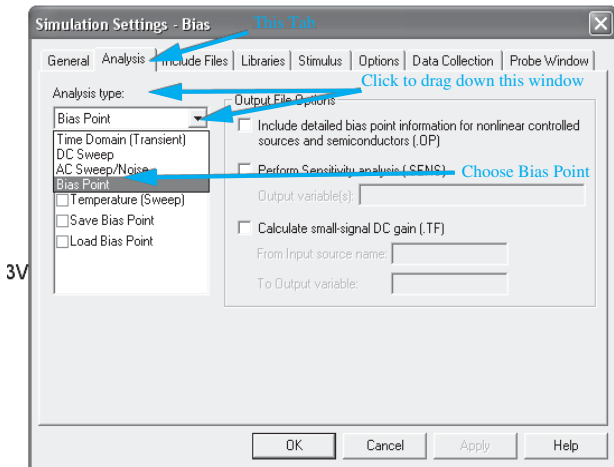 Simulation Settings - Bias
This Tab
General Analysis Include Files Libraries Stimulus Options Data Collection Probe Window
Click to drag down this window
Analysis type:
Bias Point
Time Domain (Transient)
DC Sweep
AC Sweep/Noise
Bias Point
Temperature (Sweep)
Save Bias Point
Load Bias Point
Output File Options
Include detailed bias point information for nonlinear controlled
sources and semiconductors (.OP)
Perform Sensitivity analysis (.SENS)
Choose Bias Point
Output variable(s):
Calculate small-signal DC gain (.TF)
From Input source name:
To Output variable:
3V
OK Cancel Apply Help